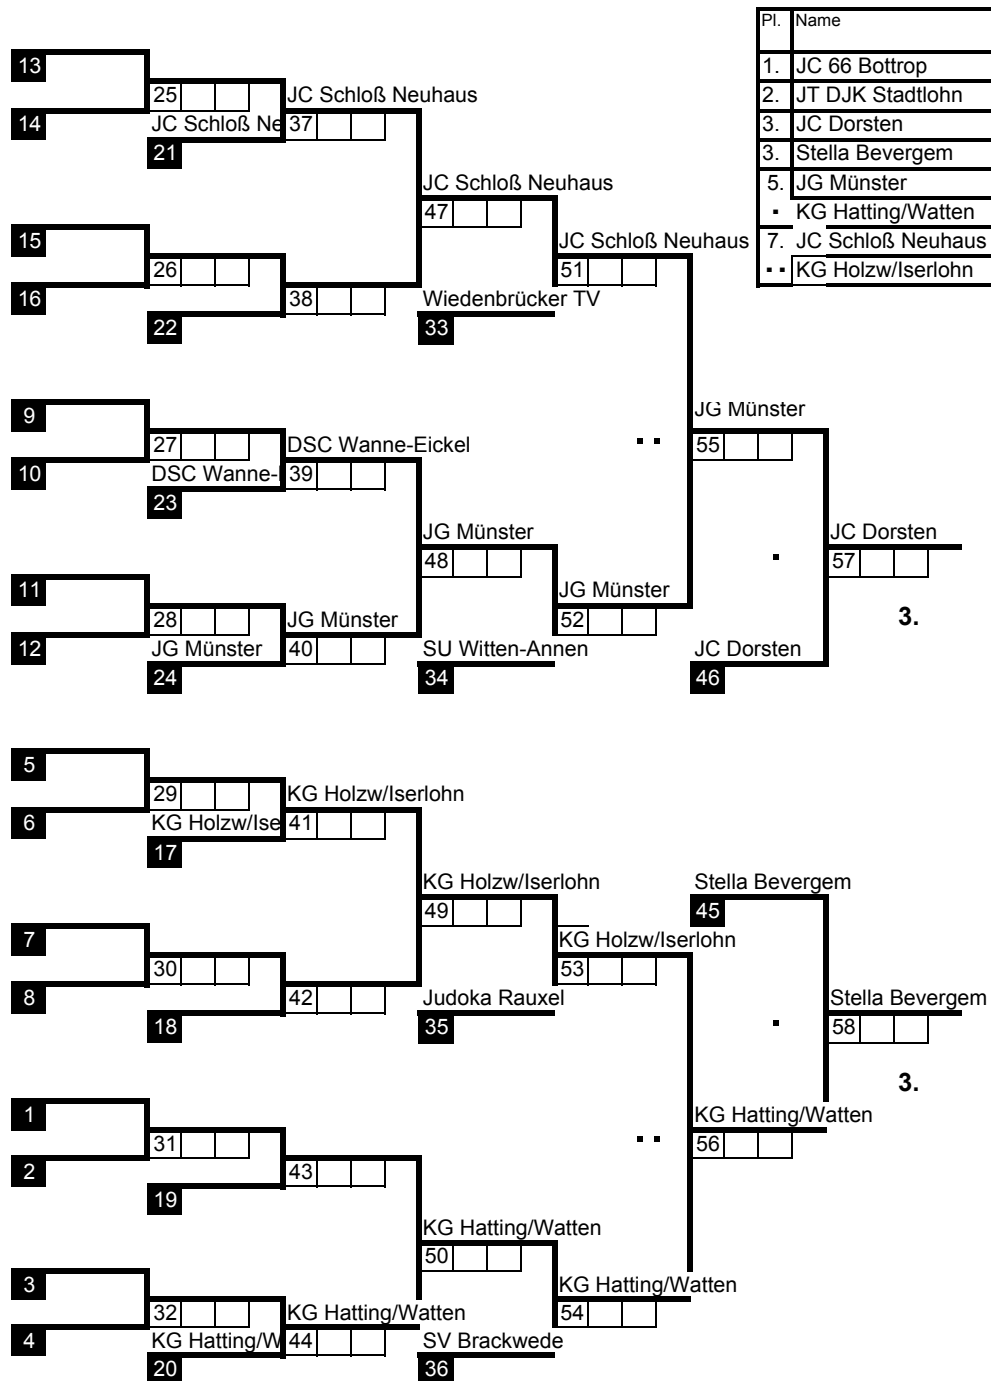 Pl. Name
13
1. JC 66 Bottrop
25 JC Schloß Neuhaus
2. JT DJK Stadtlohn
14 JC Schloß Ne 37
3. JC Dorsten
21
3. Stella Bevergem
JC Schloß Neuhaus
5. JG Münster
47
· KG Hatting/Watten
15
JC Schloß Neuhaus
7. JC Schloß Neuhaus
26 51
·· KG Holzw/Iserlohn
16 38 Wiedenbrücker TV
22 33
9 JG Münster
27 DSC Wanne-Eickel ·· 55
10 DSC Wanne- 39
23
JG Münster JC Dorsten
48 · 57
11 JG Münster
28 JG Münster 52 3.
12 JG Münster 40 SU Witten-Annen JC Dorsten
24 34 46
5
29 KG Holzw/Iserlohn
6 KG Holzw/Ise 41
17
KG Holzw/Iserlohn Stella Bevergem
49 45
7 KG Holzw/Iserlohn
30 53
8 42 Judoka Rauxel Stella Bevergem
18 35 · 58
3.
1 KG Hatting/Watten
31 ·· 56
2 43
19
KG Hatting/Watten
50
3 KG Hatting/Watten
32 KG Hatting/Watten 54
4 KG Hatting/W 44 SV Brackwede
20 36